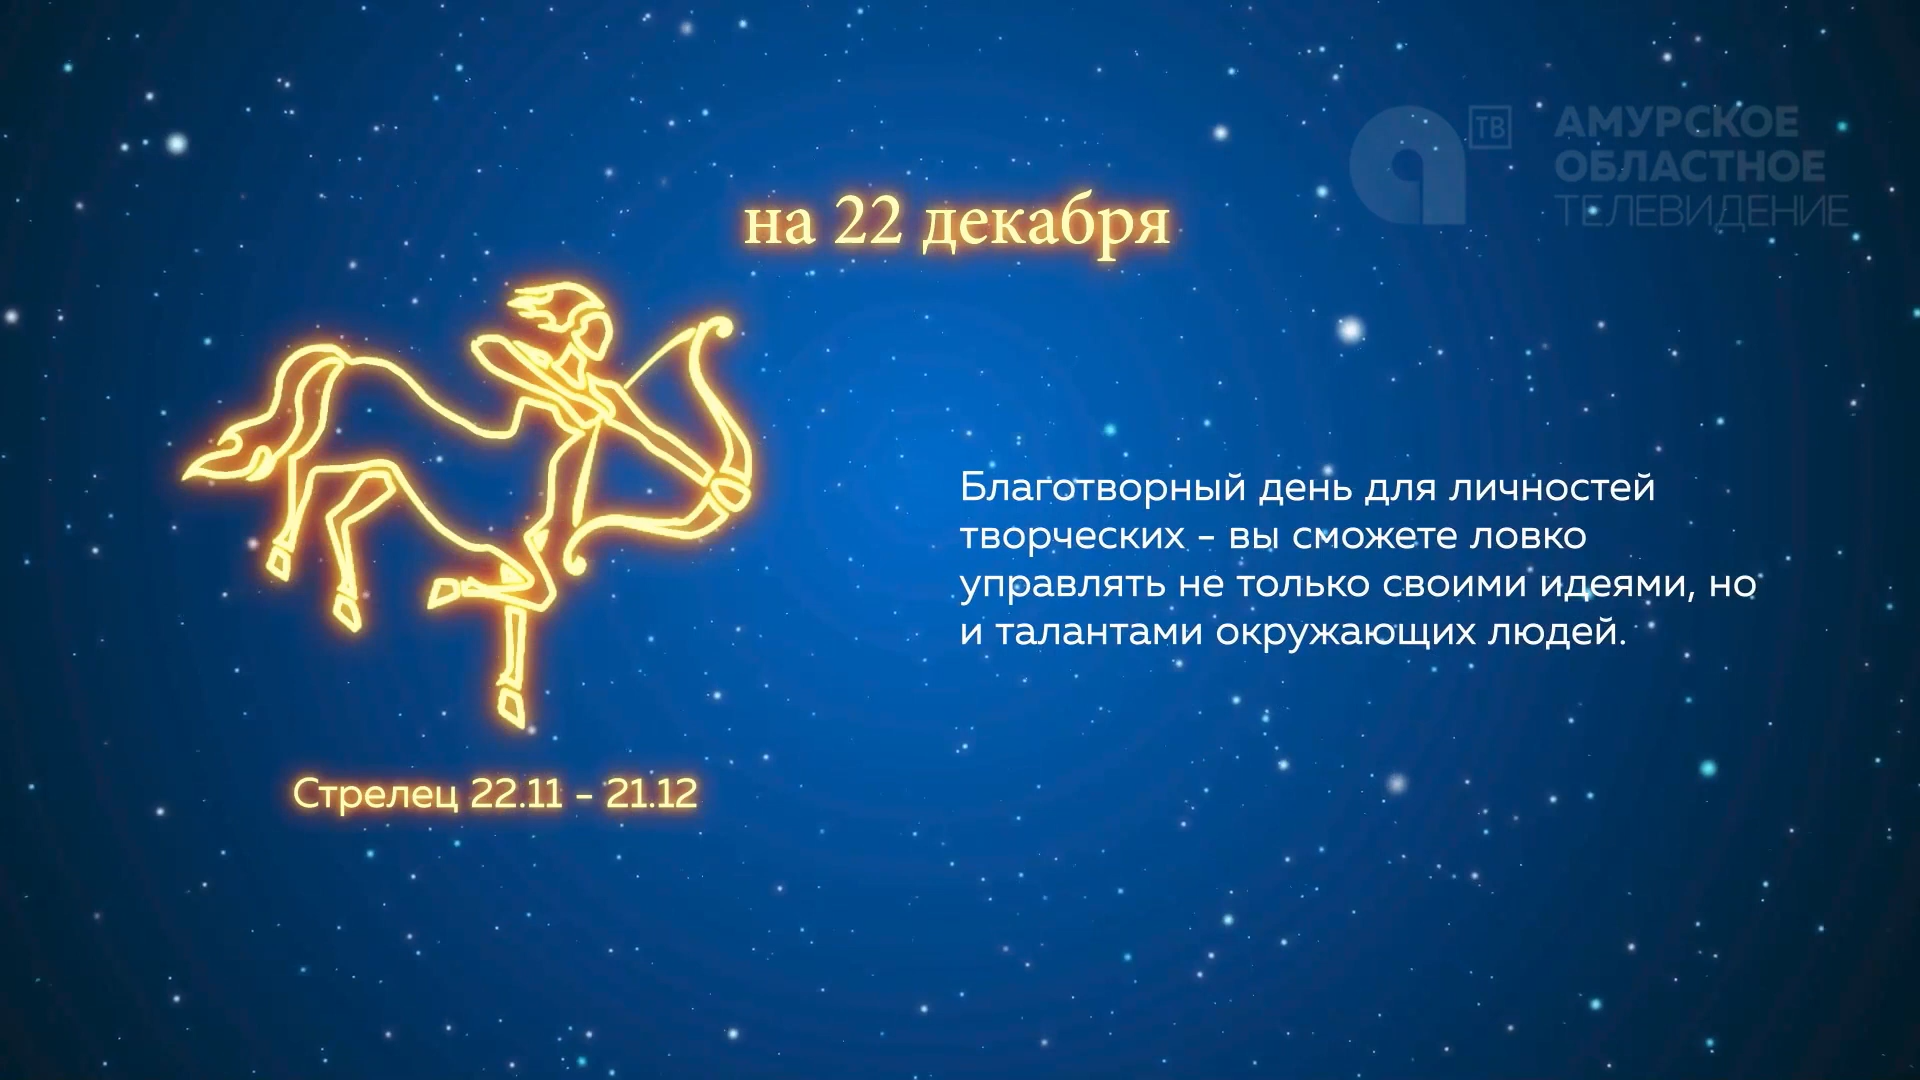 ТВ
АМУРСКОЕ
ОБЛАСТНОЕ
ТЕЛЕВИДЕНИЕ
на 22 декабря
Благотворный день для личностей
творческих - вы сможете ловко
управлять не только своими идеями, но
и талантами окружающих людей.
Стрелец 22.11 - 21.12